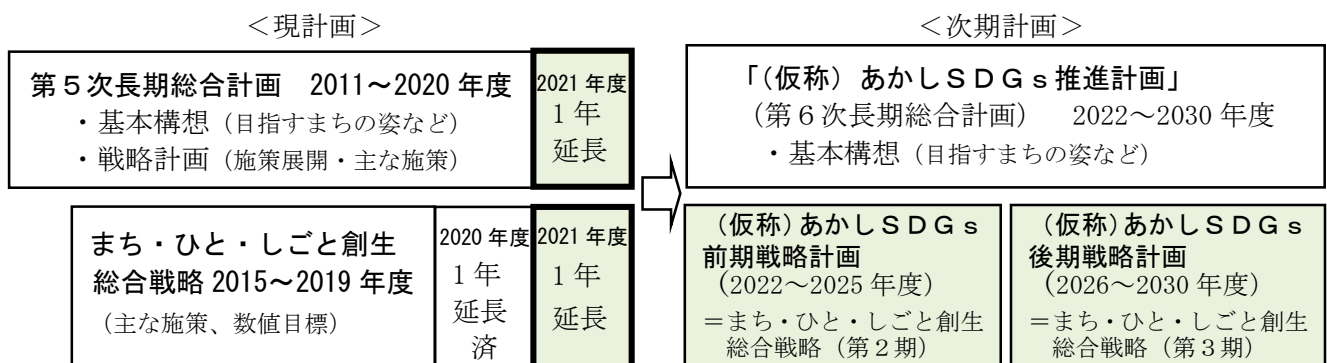 ＜現計画＞
第５次長期総合計画　2011～2020 年度
・基本構想（目指すまちの姿など）
・戦略計画（施策展開・主な施策）
2021 年度
１年
延長
まち・ひと・しごと創生
総合戦略 2015～2019 年度
（主な施策、数値目標）
2020 年度
１年
延長
済
2021 年度
１年
延長
＜次期計画＞
「（仮称）あかしＳＤＧｓ推進計画」
（第６次長期総合計画）　2022～2030 年度
・基本構想（目指すまちの姿など）
（仮称）あかしＳＤＧｓ
前期戦略計画
（2022～2025 年度）
＝まち・ひと・しごと創生
総合戦略（第２期）
（仮称）あかしＳＤＧｓ
後期戦略計画
（2026～2030 年度）
＝まち・ひと・しごと創生
総合戦略（第３期）